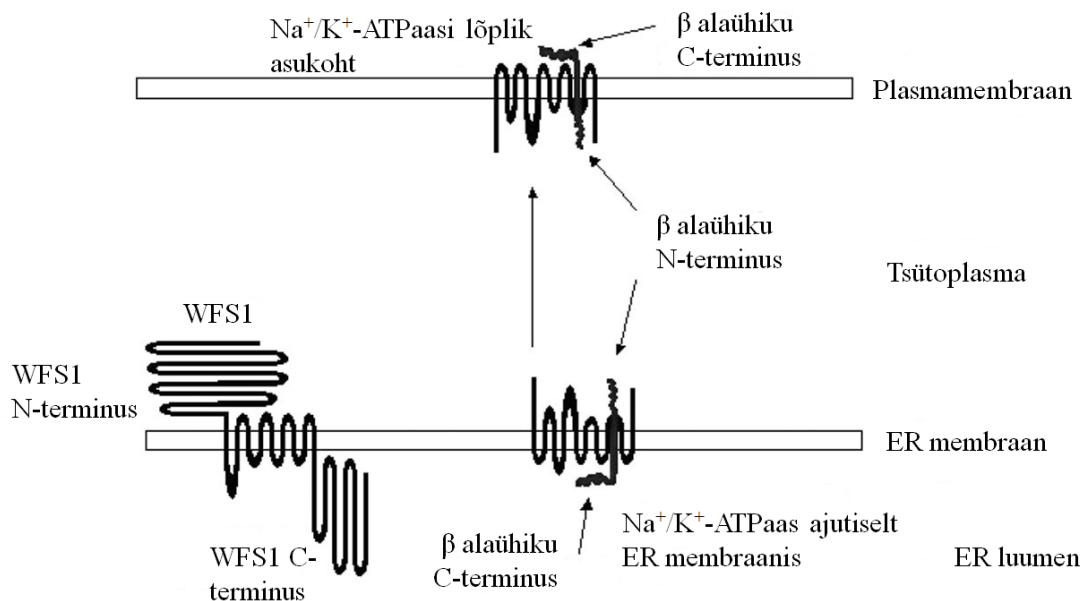 Na⁺/K⁺-ATPaasi lõplik
asukoht
β alaühiku
C-terminus
Plasmamembraan
β alaühiku
N-terminus
Tsütoplasma
WFS1
WFS1
N-terminus
ER membraan
WFS1 C-
terminus
β alaühiku
C-terminus
Na⁺/K⁺-ATPaas ajutiselt
ER membraanis
ER luumen